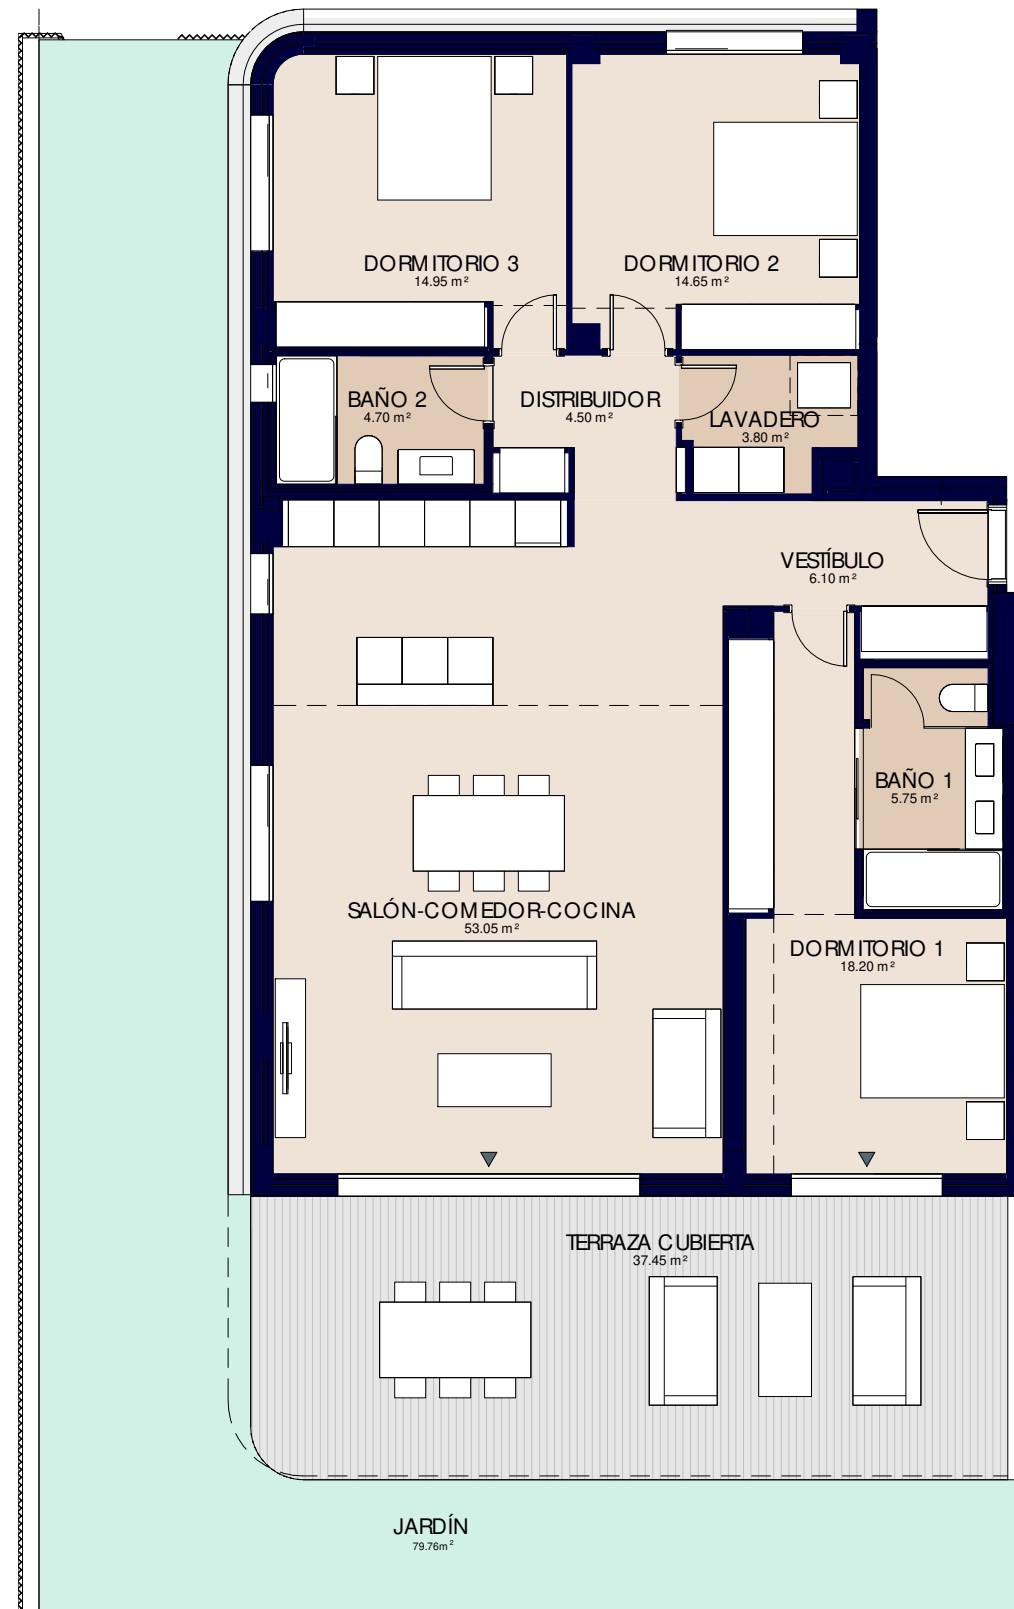 DORMITORIO 3
14.95 m²
DORMITORIO 2
14.65 m²
BAÑO 2
4.70 m²
DISTRIBUIDOR
4.50 m²
LAVADERO
3.80 m²
VESTÍBULO
6.10 m²
BAÑO 1
5.75 m²
SALÓN-COMEDOR-COCINA
53.05 m²
DORMITORIO 1
18.20 m²
TERRAZA CUBIERTA
37.45 m²
JARDÍN
79.76m²